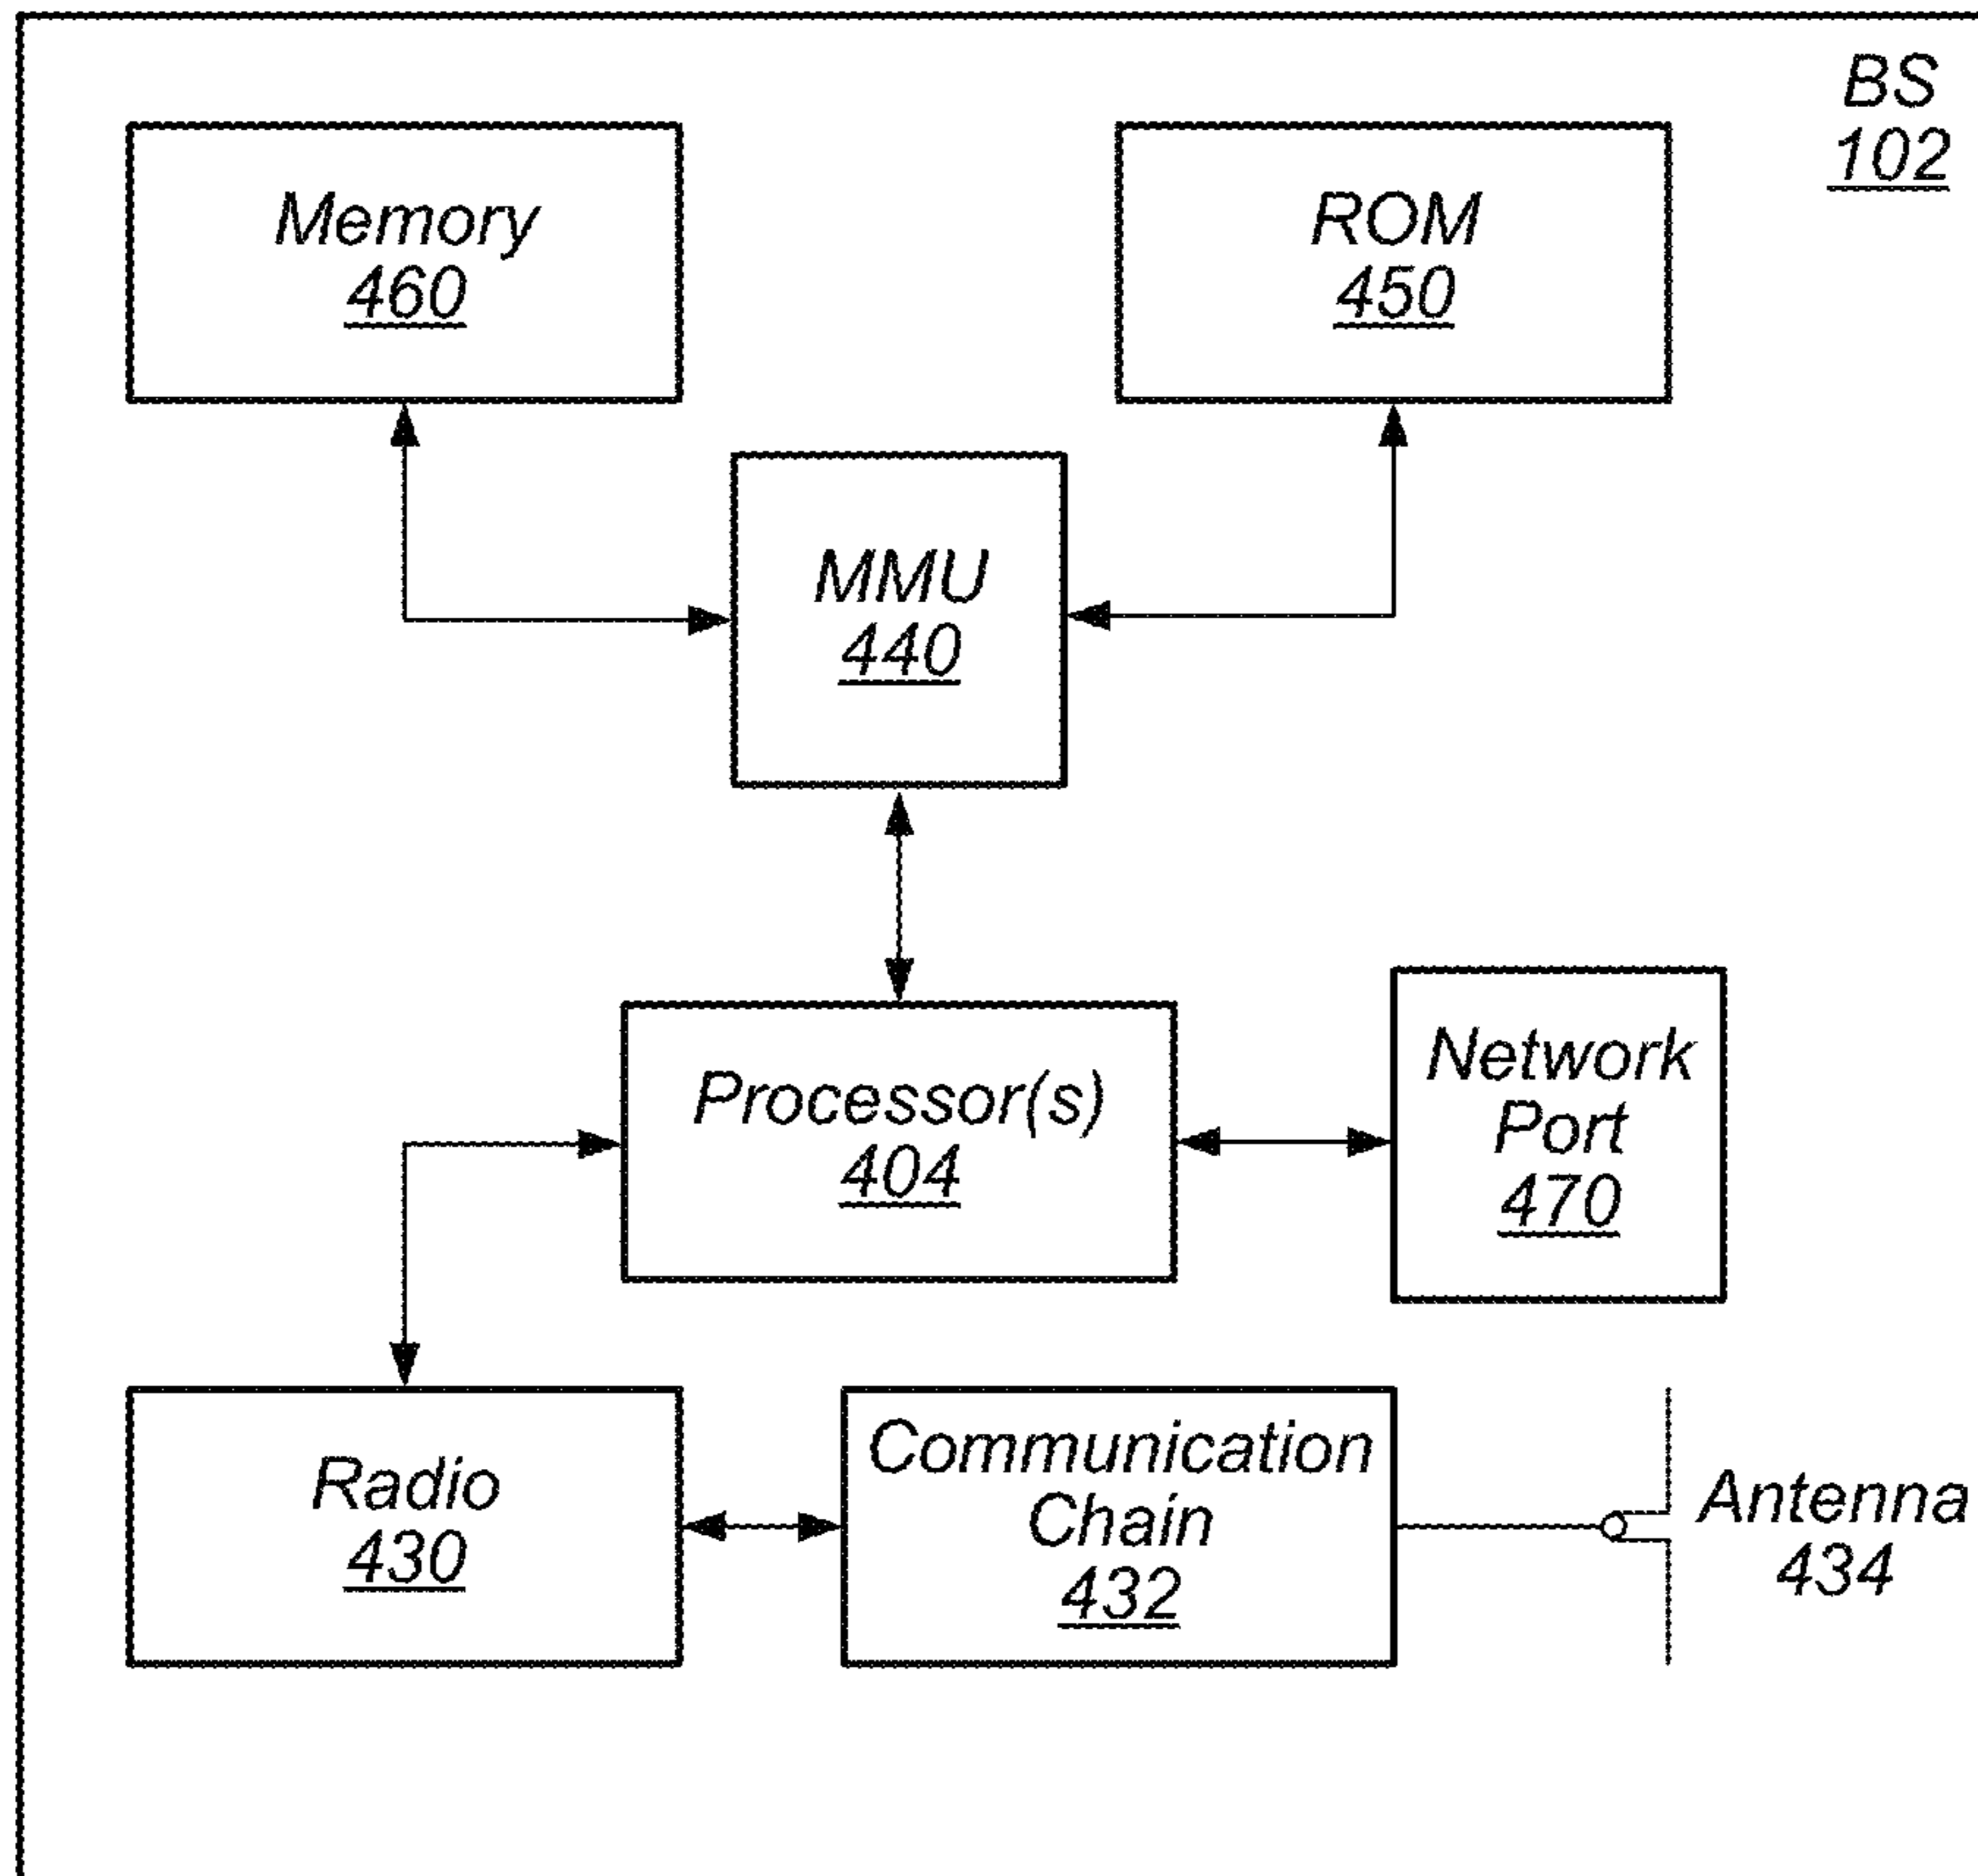 BS
102
Memory
460
ROM
450
MMU
440
Processor(s)
404
Network
Port
470
Radio
430
Communication
Chain
432
Antenna
434